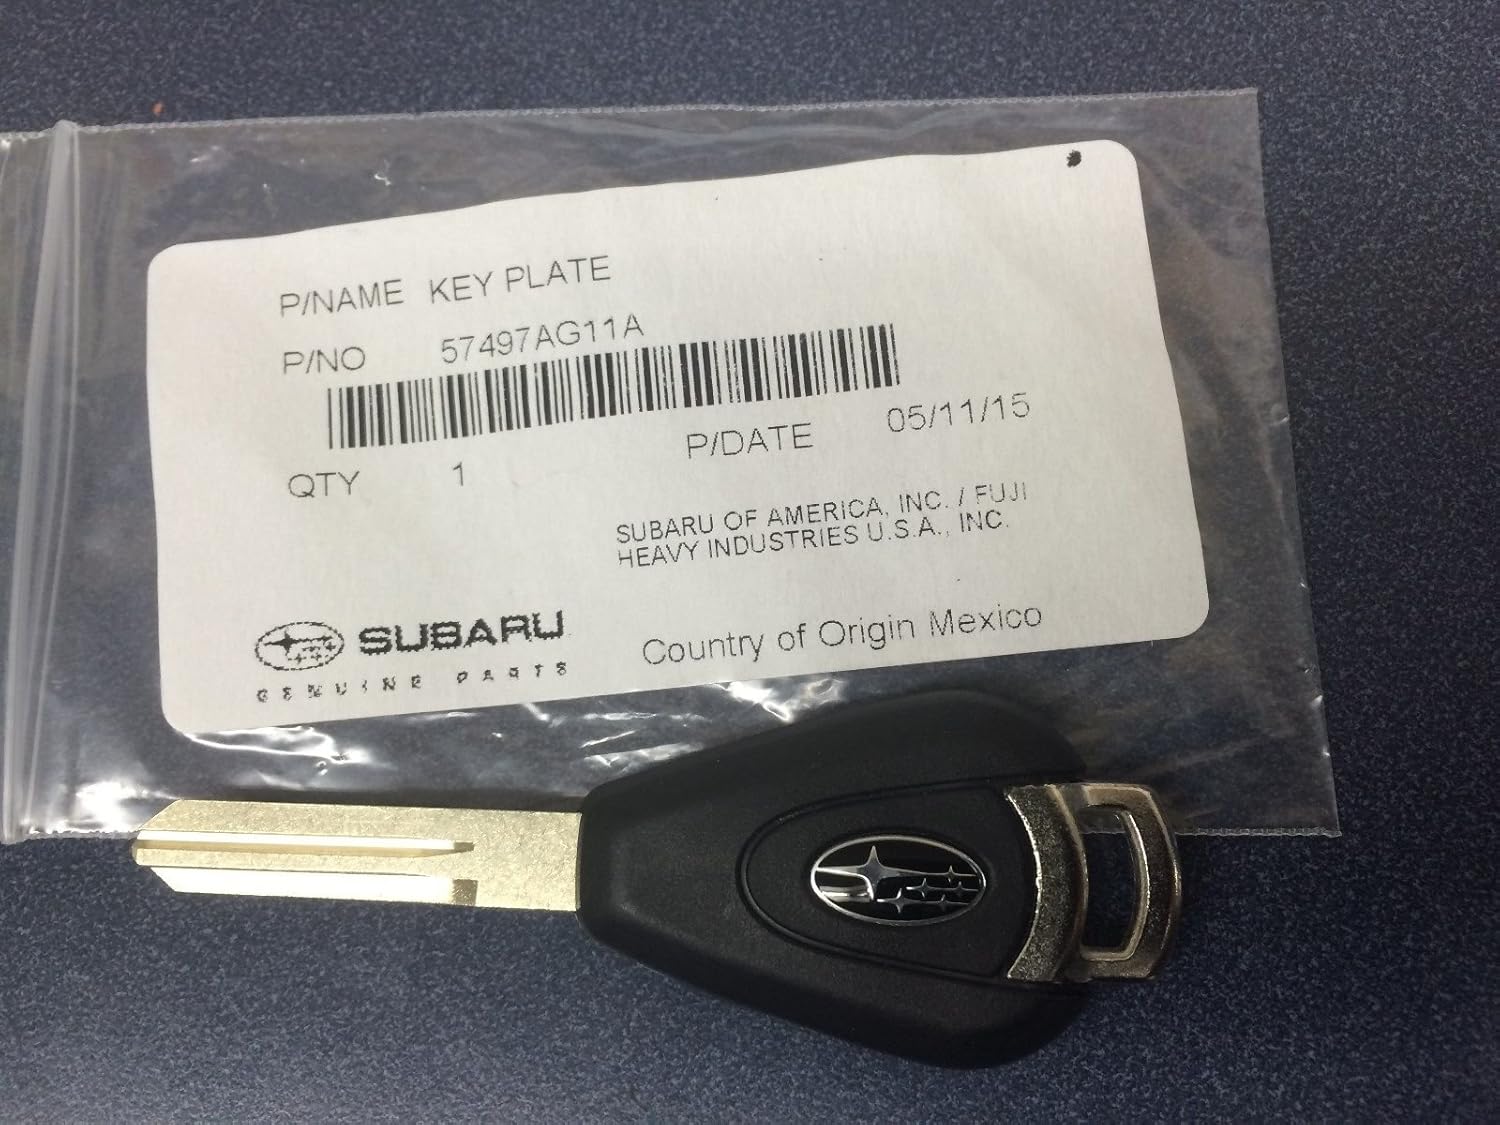 P/NAME KEY PLATE
P/NO 57497AG11A
QTY 1 P/DATE 05/11/15
SUBARU OF AMERICA, INC. / FUJI
HEAVY INDUSTRIES U.S.A., INC.
SUBARU
GENUINE PARTS
Country of Origin Mexico